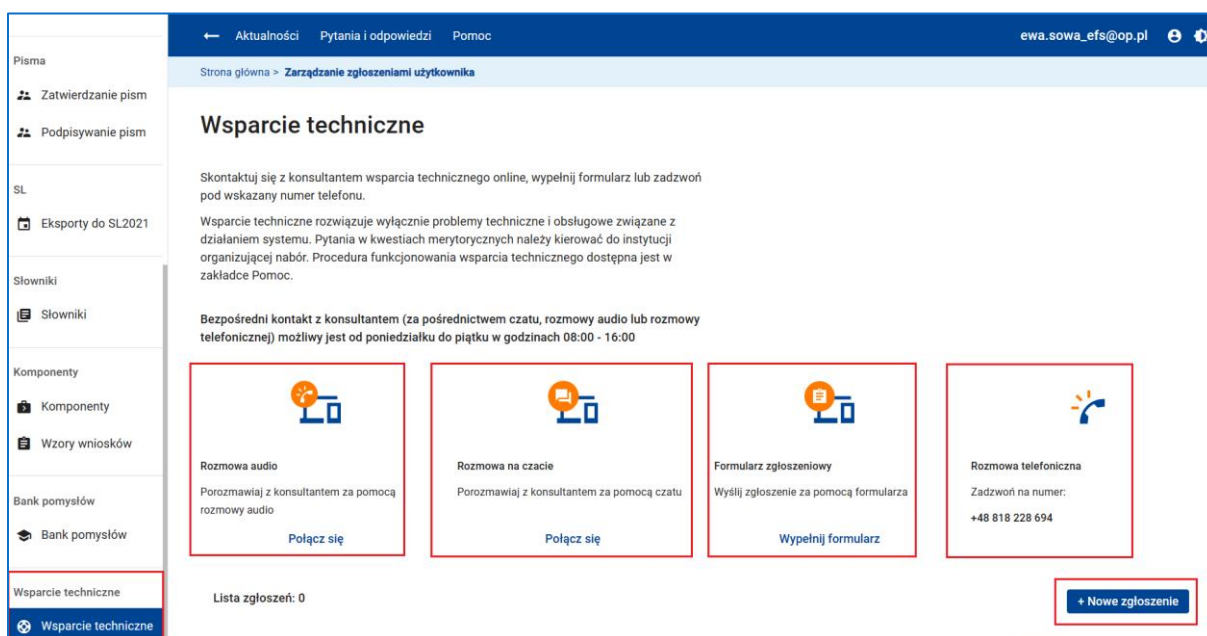 ← Aktualności Pytania i odpowiedzi Pomoc ewa.sowa_efs@op.pl
Strona główna > Zarządzanie zgłoszeniami użytkownika
Pisma
Zatwierdzanie pism
Podpisywanie pism
SL
Eksporty do SL2021
Słowniki
Słowniki
Komponenty
Komponenty
Wzory wniosków
Bank pomysłów
Bank pomysłów
Wsparcie techniczne
Wsparcie techniczne
Wsparcie techniczne
Skontaktuj się z konsultantem wsparcia technicznego online, wypełnij formularz lub zadzwoń
pod wskazany numer telefonu.
Wsparcie techniczne rozwiązuje wyłącznie problemy techniczne i obsługowe związane z
działaniem systemu. Pytania w kwestiach merytorycznych należy kierować do instytucji
organizującej nabór. Procedura funkcjonowania wsparcia technicznego dostępna jest w
zakładce Pomoc.
Bezpośredni kontakt z konsultantem (za pośrednictwem czatu, rozmowy audio lub rozmowy
telefonicznej) możliwy jest od poniedziałku do piątku w godzinach 08:00 - 16:00
Rozmowa audio
Porozmawiaj z konsultantem za pomocą
rozmowy audio
Połącz się
Rozmowa na czacie
Porozmawiaj z konsultantem za pomocą czatu
Połącz się
Formularz zgłoszeniowy
Wyślij zgłoszenie za pomocą formularza
Wypełnij formularz
Rozmowa telefoniczna
Zadzwoń na numer:
+48 818 228 694
Lista zgłoszeń: 0
+ Nowe zgłoszenie